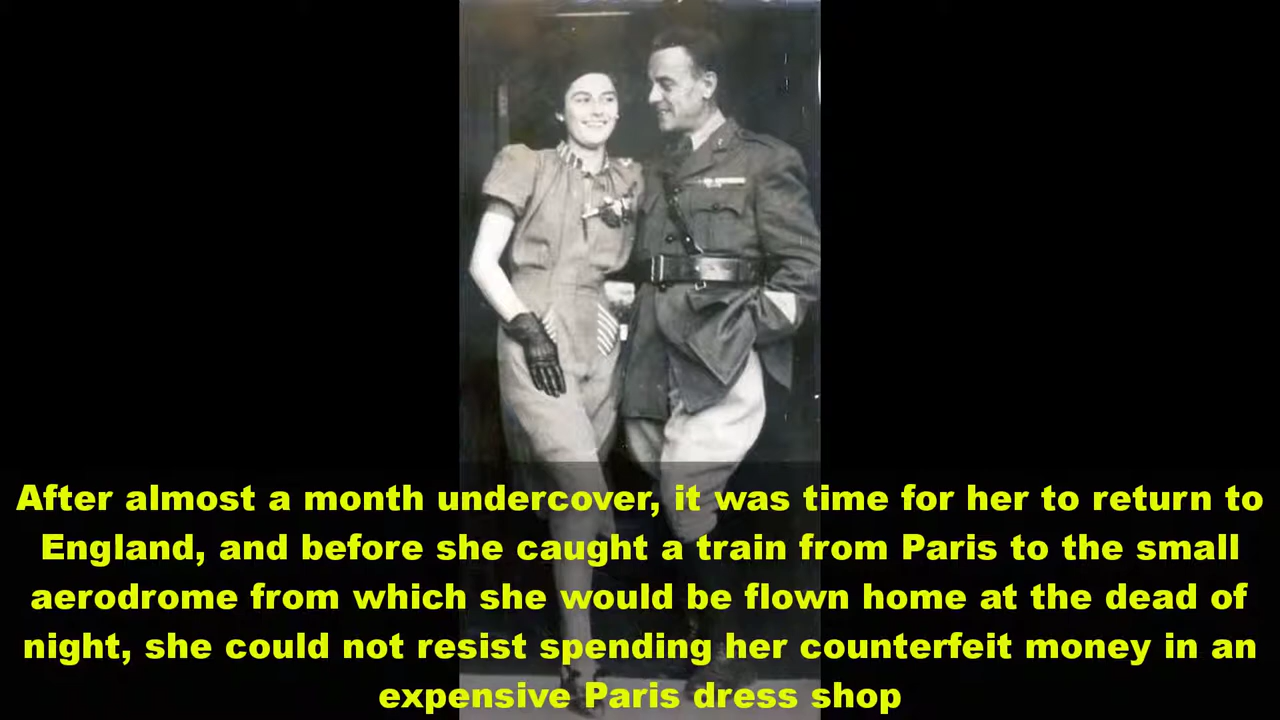 After almost a month undercover, it was time for her to return to
England, and before she caught a train from Paris to the small
aerodrome from which she would be flown home at the dead of
night, she could not resist spending her counterfeit money in an
expensive Paris dress shop